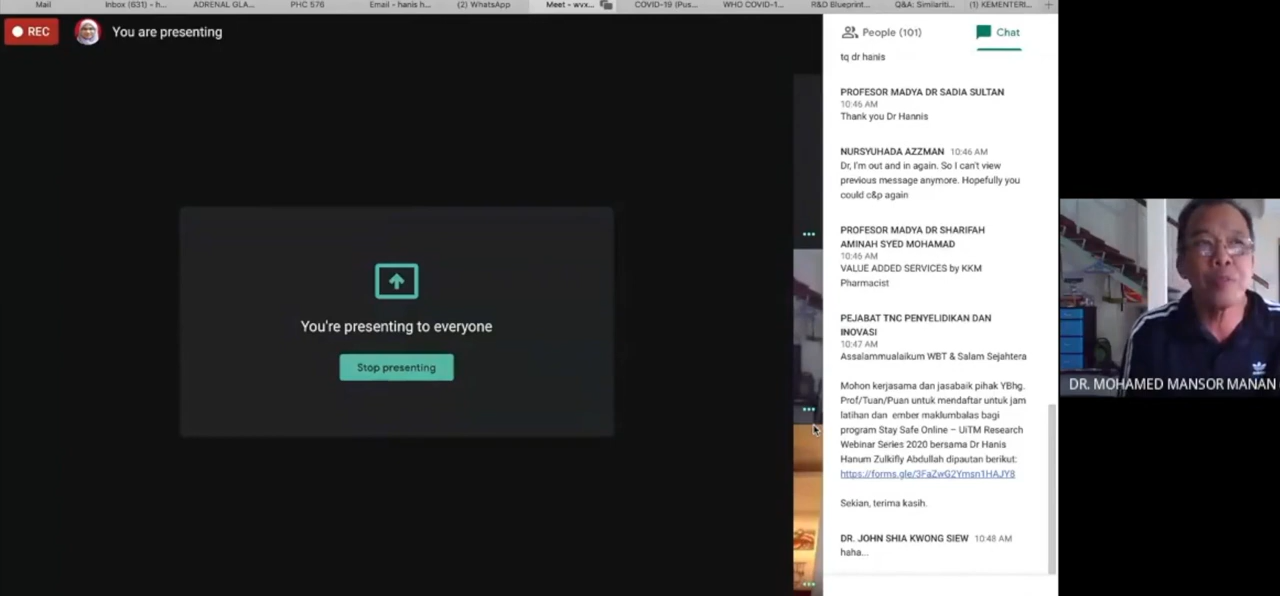 Mail
Inbox (631) – h...
ADRENAL GLA...
PHC 576
Email - hanis h...
(2) WhatsApp
Meet - wvx...
COVID-19 (Pus...
WHO COVID-1...
R&D Blueprint...
Q&A: Similariti...
(1) KEMENTERI...
REC
You are presenting
You're presenting to everyone
Stop presenting
People (101)
Chat
tq dr hanis
PROFESOR MADYA DR SADIA SULTAN
10:46 AM
Thank you Dr Hannis
NURSYUHADA AZZMAN 10:46 AM
Dr, I'm out and in again. So I can't view
previous message anymore. Hopefully you
could c&p again
PROFESOR MADYA DR SHARIFAH
AMINAH SYED MOHAMAD
10:46 AM
VALUE ADDED SERVICES by KKM
Pharmacist
PEJABAT TNC PENYELIDIKAN DAN
INOVASI
10:47 AM
Assalammualaikum WBT & Salam Sejahtera
Mohon kerjasama dan jasabaik pihak YBhg.
Prof/Tuan/Puan untuk mendaftar untuk jam
latihan dan ember maklumbalas bagi
program Stay Safe Online – UiTM Research
Webinar Series 2020 bersama Dr Hanis
Hanum Zulkifly Abdullah dipautan berikut:
https://forms.gle/3FaZwG2Ymsn1HAJY8
Sekian, terima kasih.
DR. JOHN SHIA KWONG SIEW 10:48 AM
haha...
DR. MOHAMED MANSOR MANAN